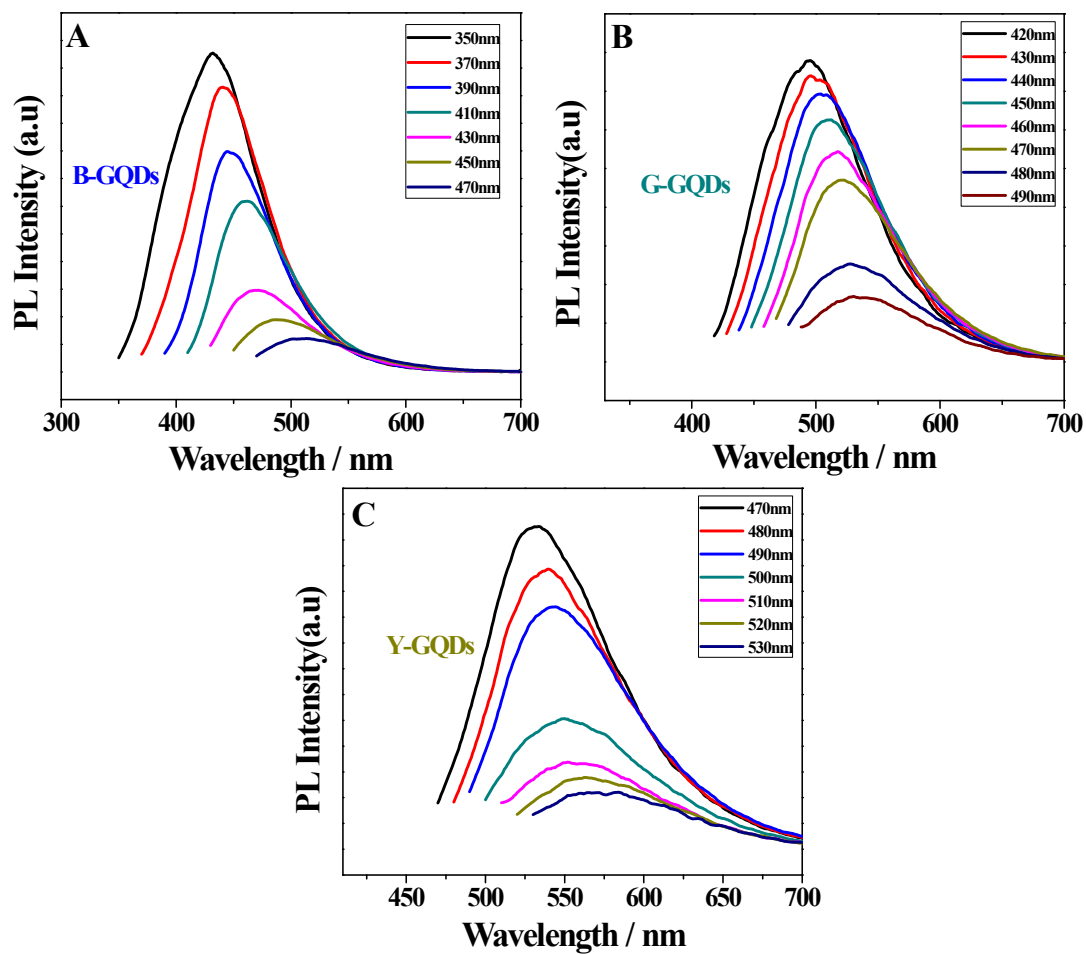 A
350nm
370nm
390nm
410nm
430nm
450nm
470nm
B-GQDs
PL Intensity (a.u)
300 400 500 600 700
Wavelength / nm
B
420nm
430nm
440nm
450nm
460nm
470nm
480nm
490nm
G-GQDs
PL Intensity(a.u)
400 500 600 700
Wavelength / nm
C
470nm
480nm
490nm
500nm
510nm
520nm
530nm
Y-GQDs
PL Intensity(a.u)
450 500 550 600 650 700
Wavelength / nm